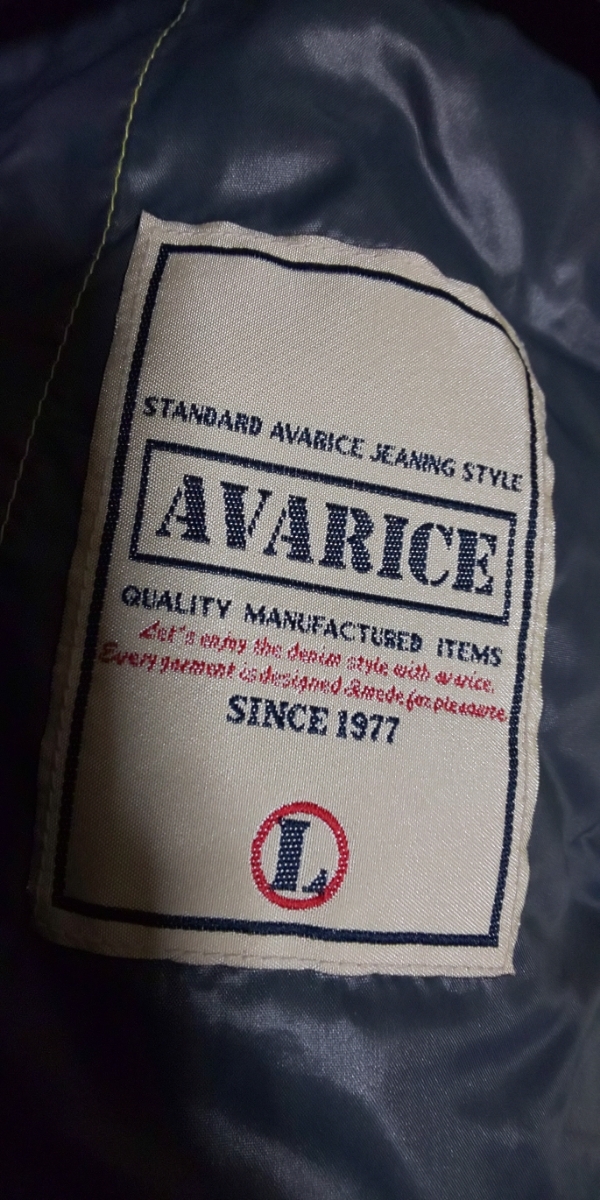 STANDARD AVARICE JEANING STYLE
AVARICE
QUALITY MANUFACTURED ITEMS
Let's enjoy the denim style with avarice.
Every garment is designed & made for pleasure.
SINCE 1977
L